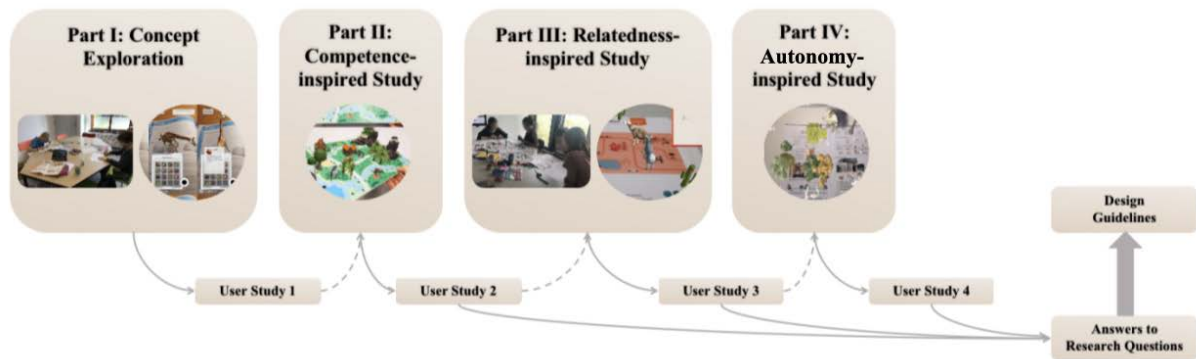 Part I: Concept
Exploration
Part II:
Competence-
inspired Study
Part III: Relatedness-
inspired Study
Part IV:
Autonomy-
inspired Study
User Study 1
User Study 2
User Study 3
User Study 4
Design
Guidelines
Answers to
Research Questions